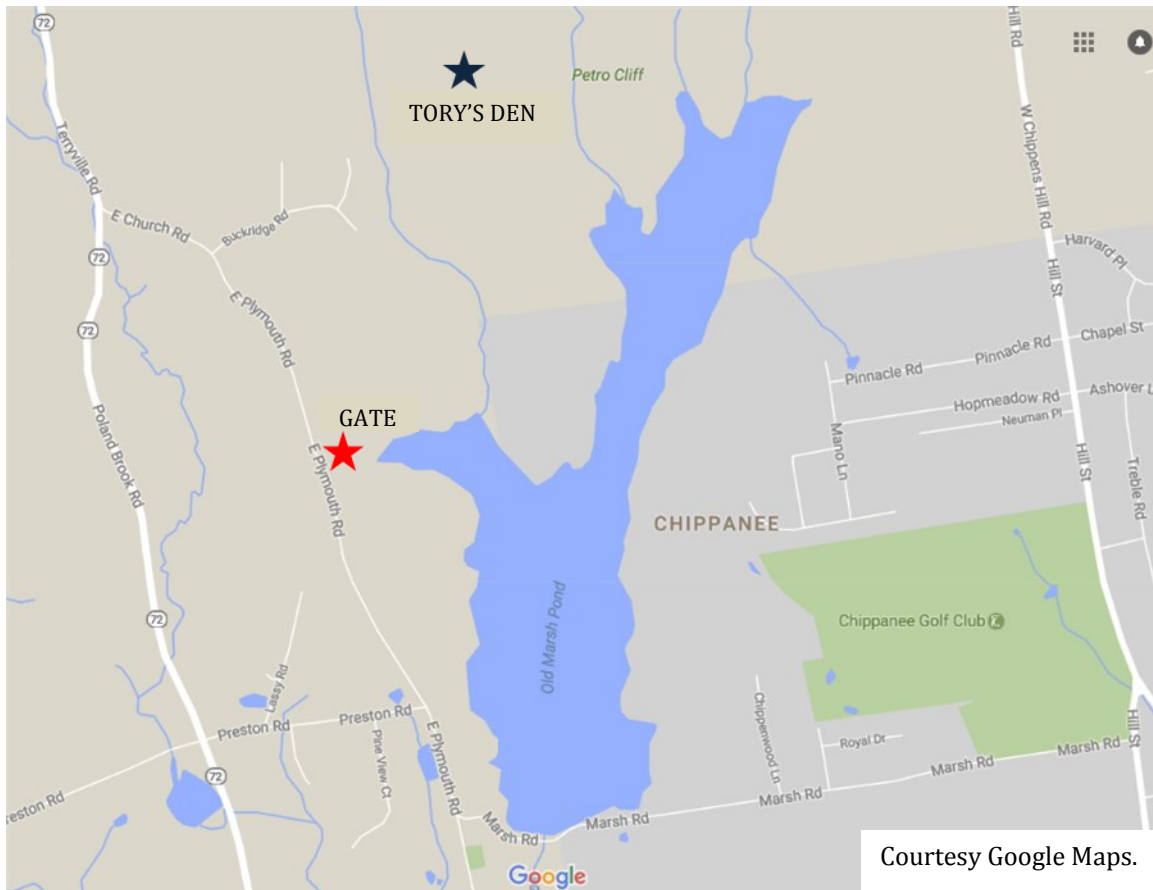 72
Hill Rd
Petro Cliff
TORY'S DEN
Terryville Rd
W Chippens Hill Rd
E Church Rd
Buckridge Rd
72
Harvard Pl
Hill St
E Plymouth Rd
72
Pinnacle Rd
Pinnacle Rd
Chapel St
Hopmeadow Rd
Ashover L
Neuman Pl
GATE
Poland Brook Rd
E Plymouth Rd
Mano Ln
Hill St
Treble Rd
CHIPPANEE
72
Old Marsh Pond
Chippanee Golf Club
Lassy Rd
Preston Rd
Preston Rd
E Plymouth Rd
Pine View Ct
Chippenwood Ln
Royal Dr
Hill St
Marsh Rd
Marsh Rd
72
Preston Rd
Marsh Rd
Marsh Rd
Marsh Rd
Google
Courtesy Google Maps.